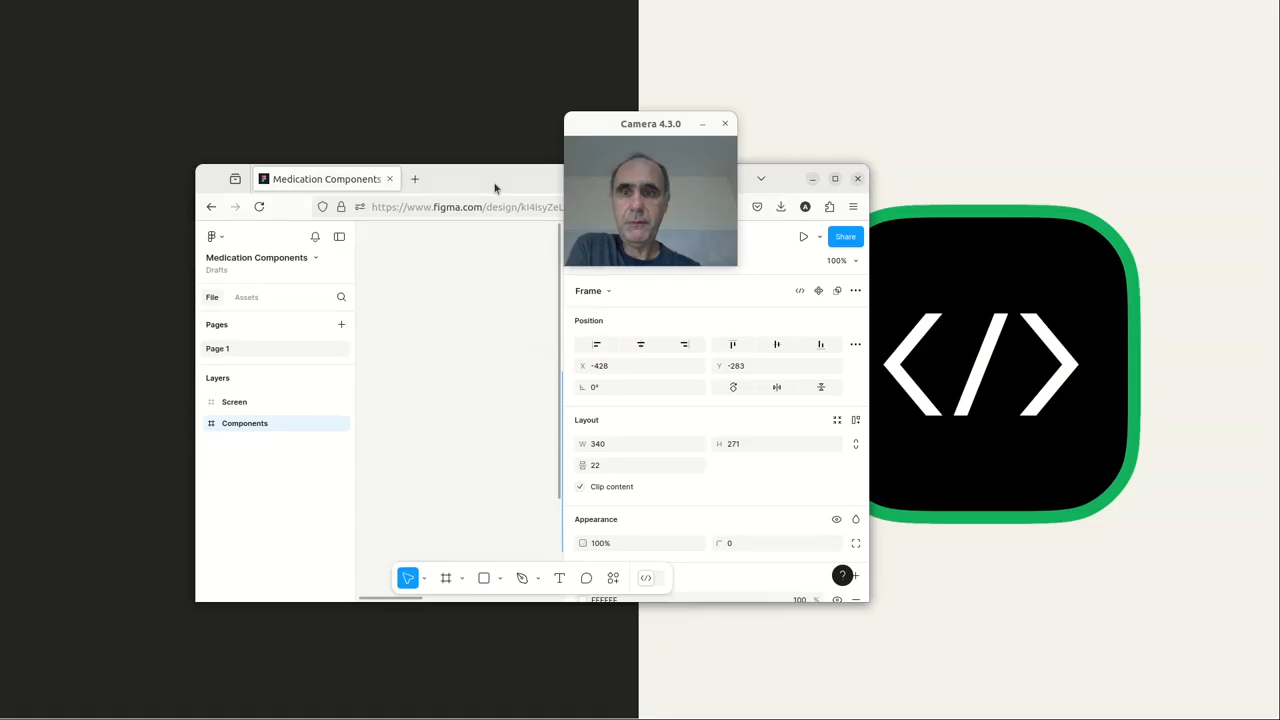 Camera 4.3.0
Medication Components
https://www.figma.com/design/kI4isyZeL
Share
Medication Components
Drafts
100%
File
Assets
Frame
Pages
Position
Page 1
X -428
Y -283
Layers
0°
Screen
Layout
Components
W 340
H 271
22
Clip content
Appearance
100%
0
FFFFFF
100 %
?
A
</>